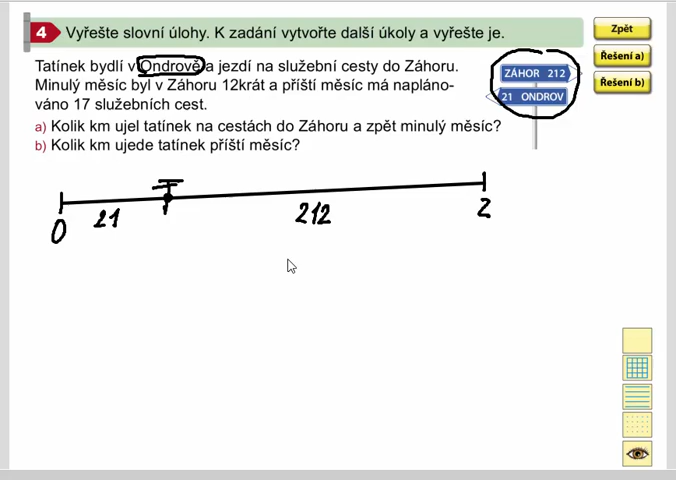 4 Vyřešte slovní úlohy. K zadání vytvořte další úkoly a vyřešte je.
Zpět
Řešení a)
Řešení b)
Tatínek bydlí v Ondrově a jezdí na služební cesty do Záhoru.
Minulý měsíc byl v Záhoru 12krát a příští měsíc má napláno-
váno 17 služebních cest.
ZÁHOR 212
21 ONDROV
a) Kolik km ujel tatínek na cestách do Záhoru a zpět minulý měsíc?
b) Kolik km ujede tatínek příští měsíc?
O 21 212 Z